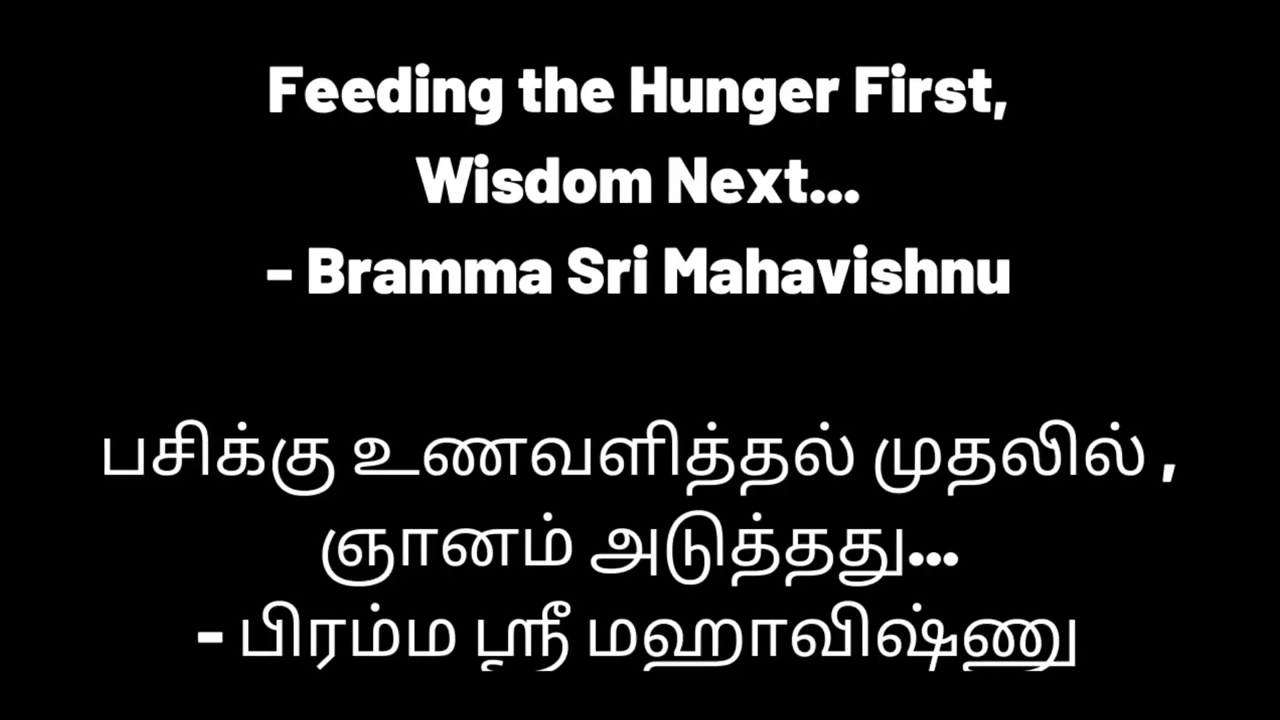 Feeding the Hunger First,
Wisdom Next...
- Bramma Sri Mahavishnu
பசிக்கு உணவளித்தல் முதலில் ,
ஞானம் அடுத்தது...
- பிரம்ம ஸ்ரீ மஹாவிஷ்ணு